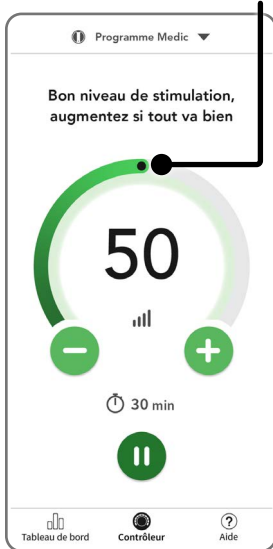 Programme Medic
Bon niveau de stimulation,
augmentez si tout va bien
50
30 min
Tableau de bord
Contrôleur
Aide